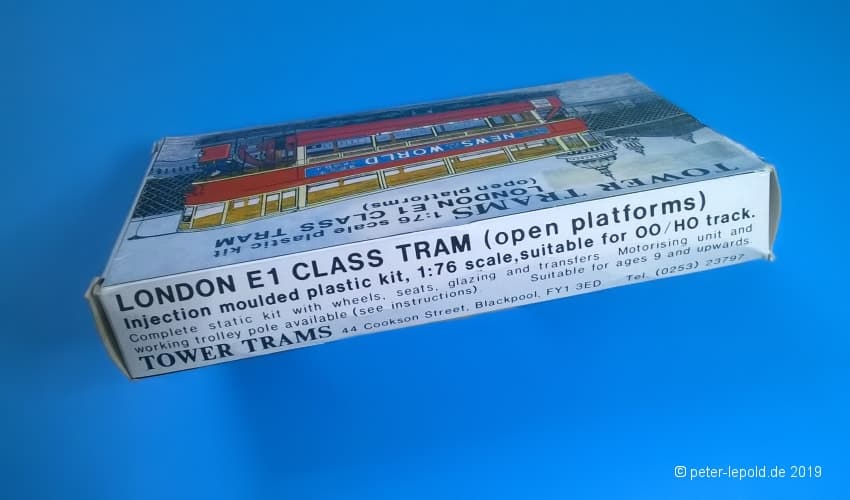 TOWER TRAMS
1:76 scale plastic kit
LONDON E1 CLASS TRAM
(open platforms)
NEWS OF THE WORLD
LONDON E1 CLASS TRAM (open platforms)
Injection moulded plastic kit, 1:76 scale,suitable for OO/HO track.
Complete static kit with wheels, seats, glazing and transfers Motorising unit and
working trolley pole available (see instructions). Suitable for ages 9 and upwards
TOWER TRAMS 44 Cookson Street, Blackpool, FY1 3ED. Tel. (0253) 23797
© peter-lepold.de 2019